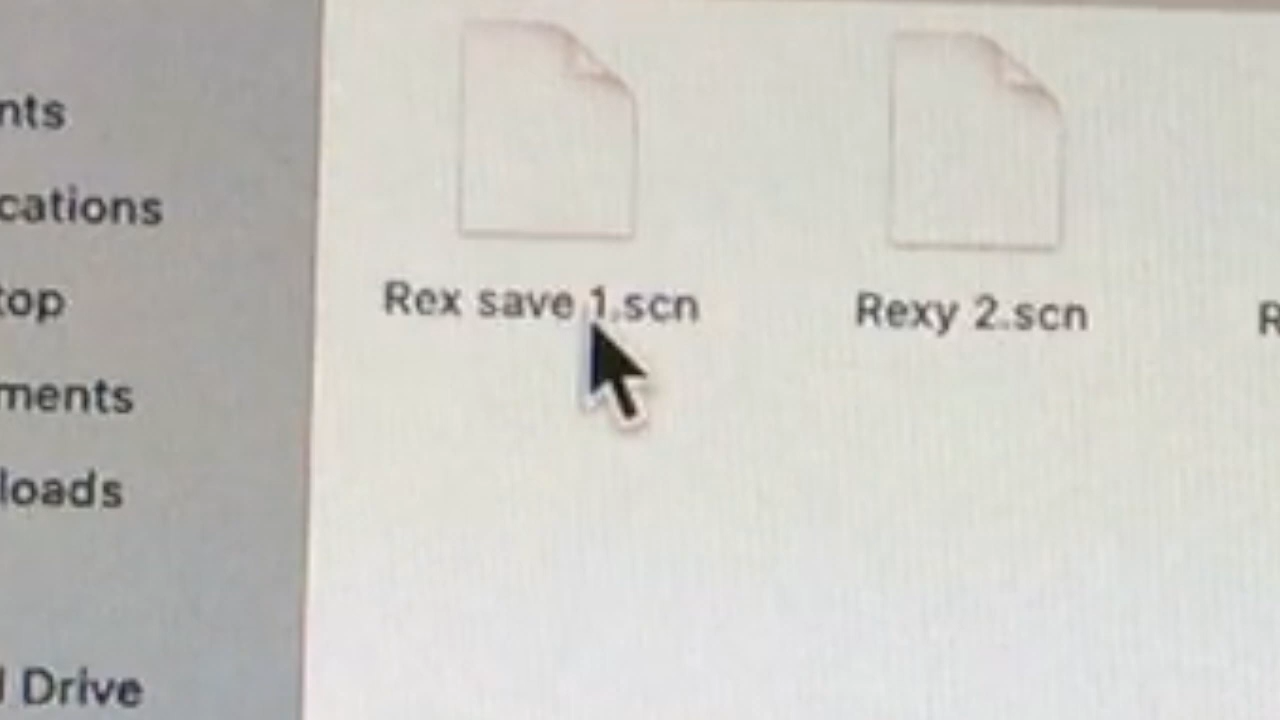 nts
cations
top
ments
loads
Drive
Rex save 1.scn
Rexy 2.scn
R